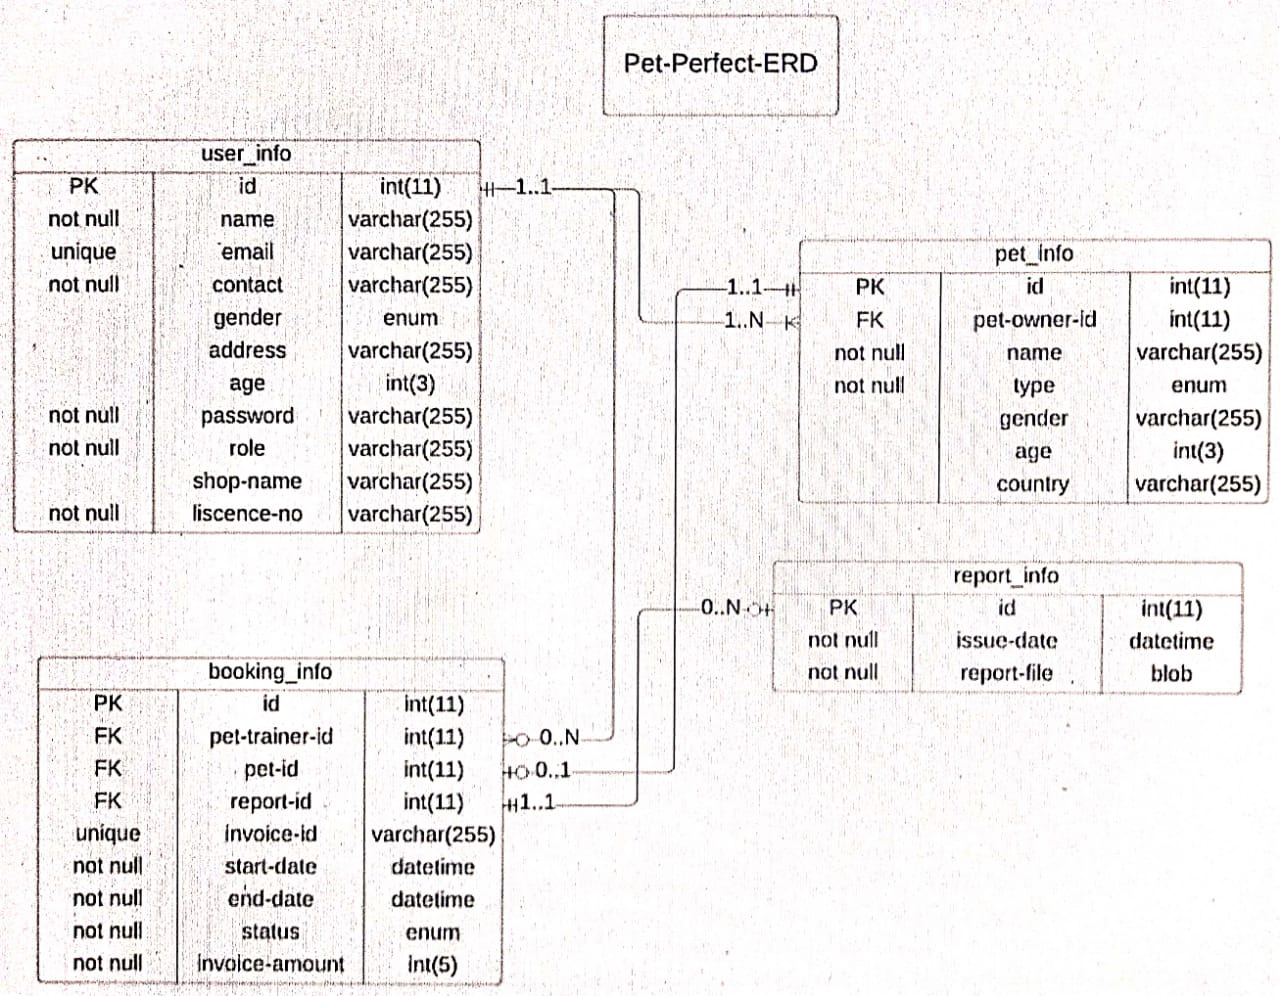 Pet-Perfect-ERD
user_info
PK id int(11)
not null name varchar(255)
unique email varchar(255)
not null contact varchar(255)
gender enum
address varchar(255)
age int(3)
not null password varchar(255)
not null role varchar(255)
shop-name varchar(255)
not null liscence-no varchar(255)
1..1
1..1
1..N
pet_info
PK id int(11)
FK pet-owner-id int(11)
not null name varchar(255)
not null type enum
gender varchar(255)
age int(3)
country varchar(255)
0..N
report_info
PK id int(11)
not null issue-date datetime
not null report-file blob
booking_info
PK id int(11)
FK pet-trainer-id int(11) 0..N
FK pet-id int(11) 0..1
FK report-id int(11) 1..1
unique invoice-id varchar(255)
not null start-date datetime
not null end-date datetime
not null status enum
not null invoice-amount int(5)